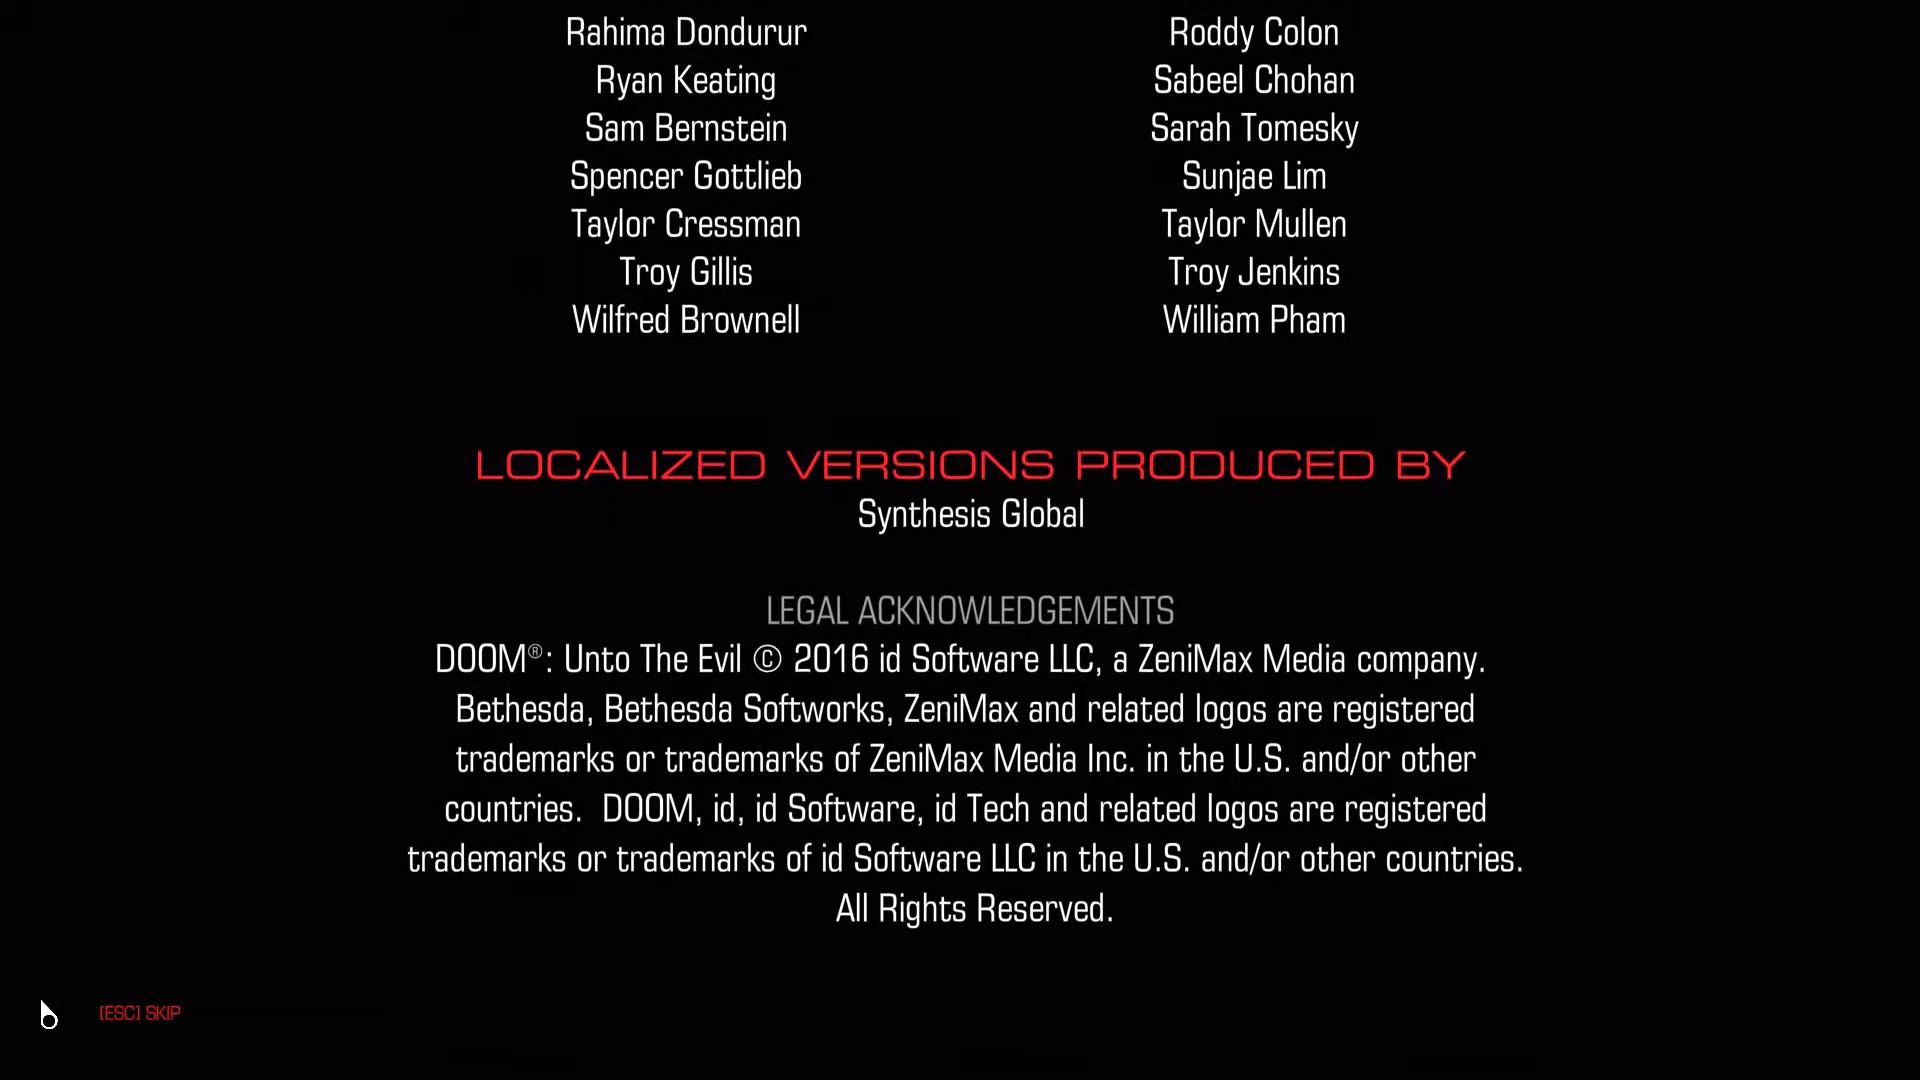 Rahima Dondurur
Roddy Colon
Ryan Keating
Sabeel Chohan
Sam Bernstein
Sarah Tomesky
Spencer Gottlieb
Sunjae Lim
Taylor Cressman
Taylor Mullen
Troy Gillis
Troy Jenkins
Wilfred Brownell
William Pham
LOCALIZED VERSIONS PRODUCED BY
Synthesis Global
LEGAL ACKNOWLEDGEMENTS
DOOM®: Unto The Evil © 2016 id Software LLC, a ZeniMax Media company.
Bethesda, Bethesda Softworks, ZeniMax and related logos are registered
trademarks or trademarks of ZeniMax Media Inc. in the U.S. and/or other
countries.  DOOM, id, id Software, id Tech and related logos are registered
trademarks or trademarks of id Software LLC in the U.S. and/or other countries.
All Rights Reserved.
[ESC] SKIP